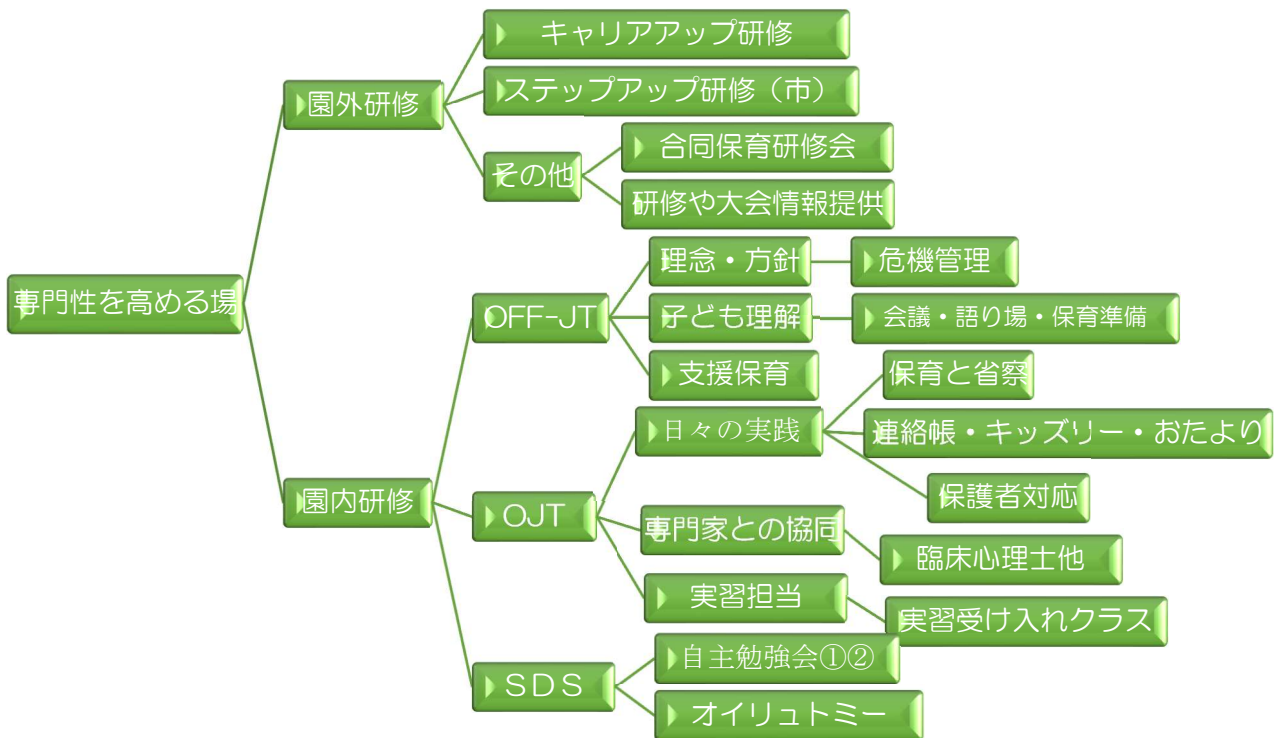 専門性を高める場
園外研修
キャリアアップ研修
ステップアップ研修（市）
その他
合同保育研修会
研修や大会情報提供
園内研修
OFF-JT
理念・方針
危機管理
子ども理解
会議・語り場・保育準備
支援保育
OJT
日々の実践
保育と省察
連絡帳・キッズリー・おたより
保護者対応
専門家との協同
臨床心理士他
実習担当
実習受け入れクラス
ＳＤＳ
自主勉強会①②
オイリュトミー